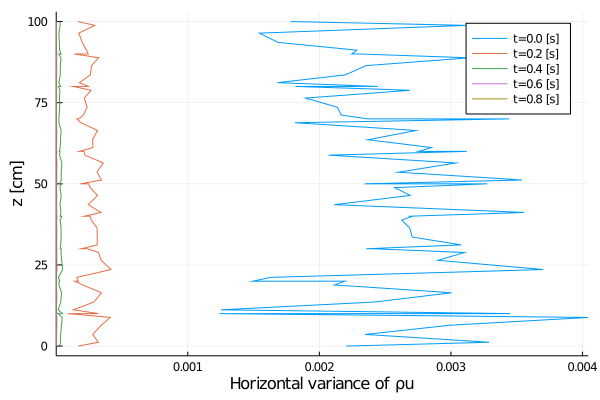 100
75
50
25
0
z [cm]
t=0.0 [s]
t=0.2 [s]
t=0.4 [s]
t=0.6 [s]
t=0.8 [s]
0.001
0.002
0.003
0.004
Horizontal variance of ρu